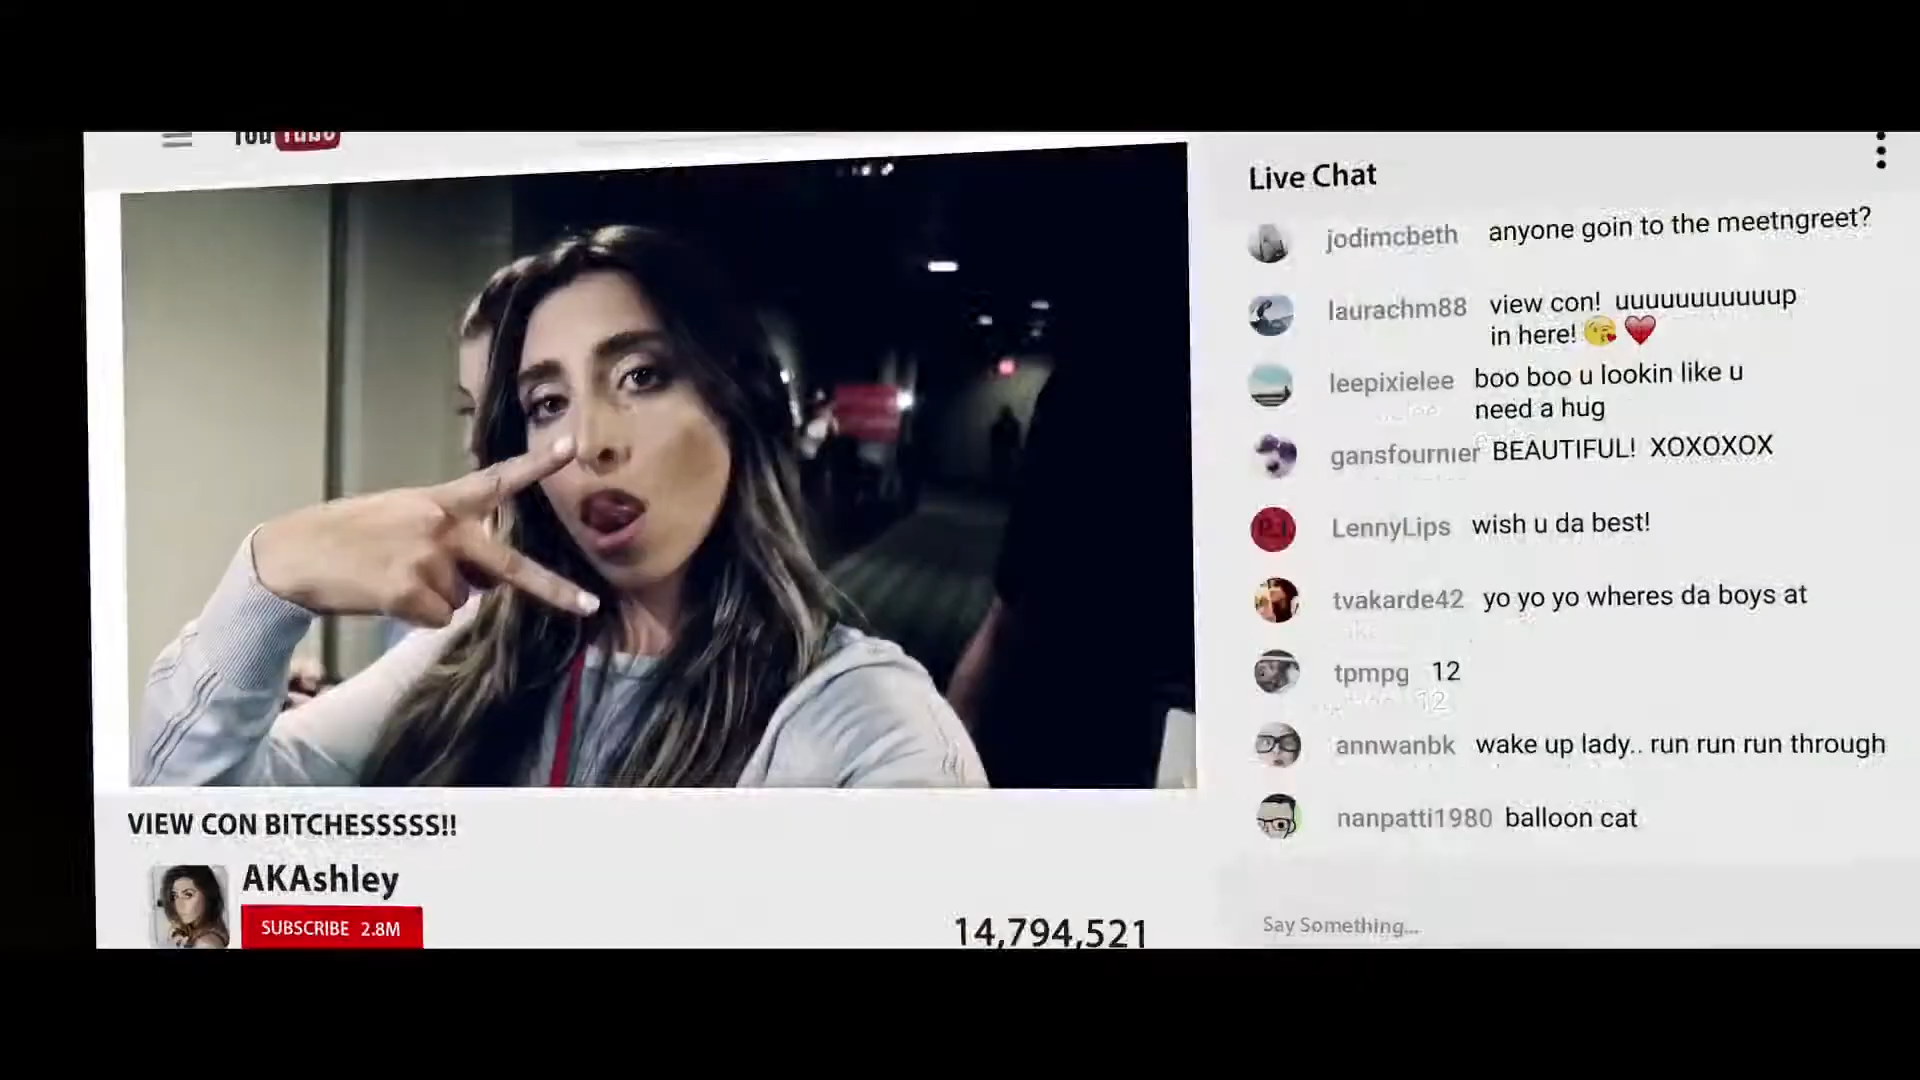 YouTube
Live Chat
jodimcbeth anyone goin to the meetngreet?
laurachm88 view con! uuuuuuuuuuup
in here! 😘 ❤️
leepixielee boo boo u lookin like u
need a hug
gansfournier BEAUTIFUL! XOXOXOX
LennyLips wish u da best!
tvakarde42 yo yo yo wheres da boys at
tpmpg 12
annwanbk wake up lady.. run run run through
nanpatti1980 balloon cat
Say Something...
VIEW CON BITCHESSSSS!!
AKAshley
SUBSCRIBE 2.8M
14,794,521